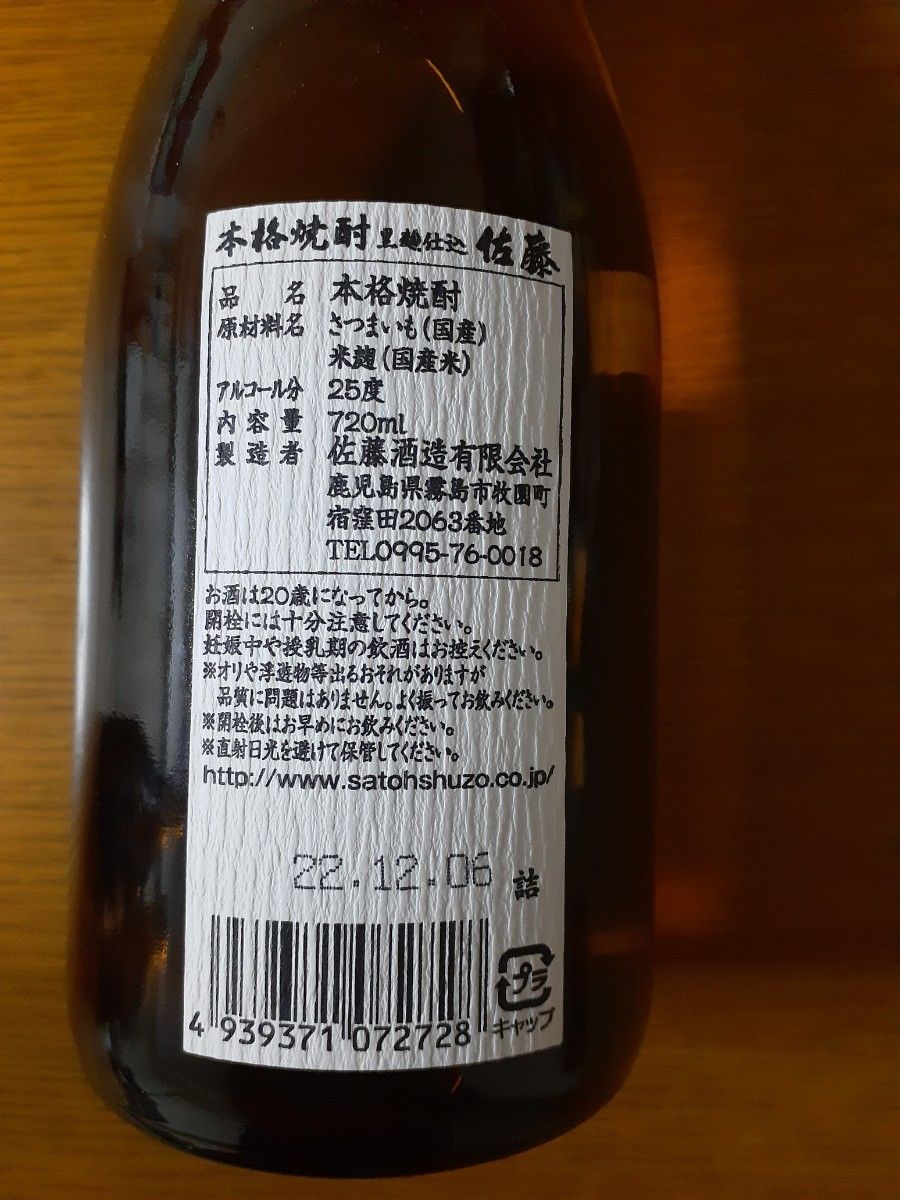 本格焼酎 黒麹仕込 佐藤
品名 本格焼酎
原材料名 さつまいも(国産)
米麹(国産米)
アルコール分 25度
内容量 720ml
製造者 佐藤酒造有限会社
鹿児島県霧島市牧園町
宿窪田2063番地
TEL0995-76-0018
お酒は20歳になってから。
開栓には十分注意してください。
妊娠中や授乳期の飲酒はお控えください。
※オリや浮遊物等出るおそれがありますが
品質に問題はありません。よく振ってお飲みください。
※開栓後はお早めにお飲みください。
※直射日光を避けて保管してください。
http://www.satohshuzo.co.jp/
22.12.06 詰
プラ
キャップ
4 939371 072728